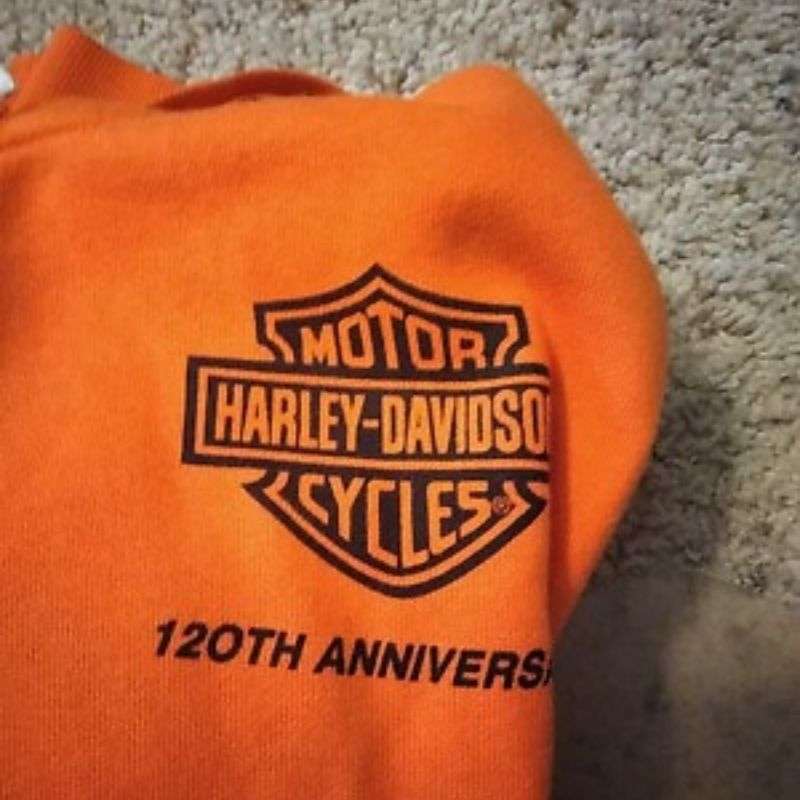 MOTOR
HARLEY-DAVIDSO
CYCLES
120TH ANNIVERS